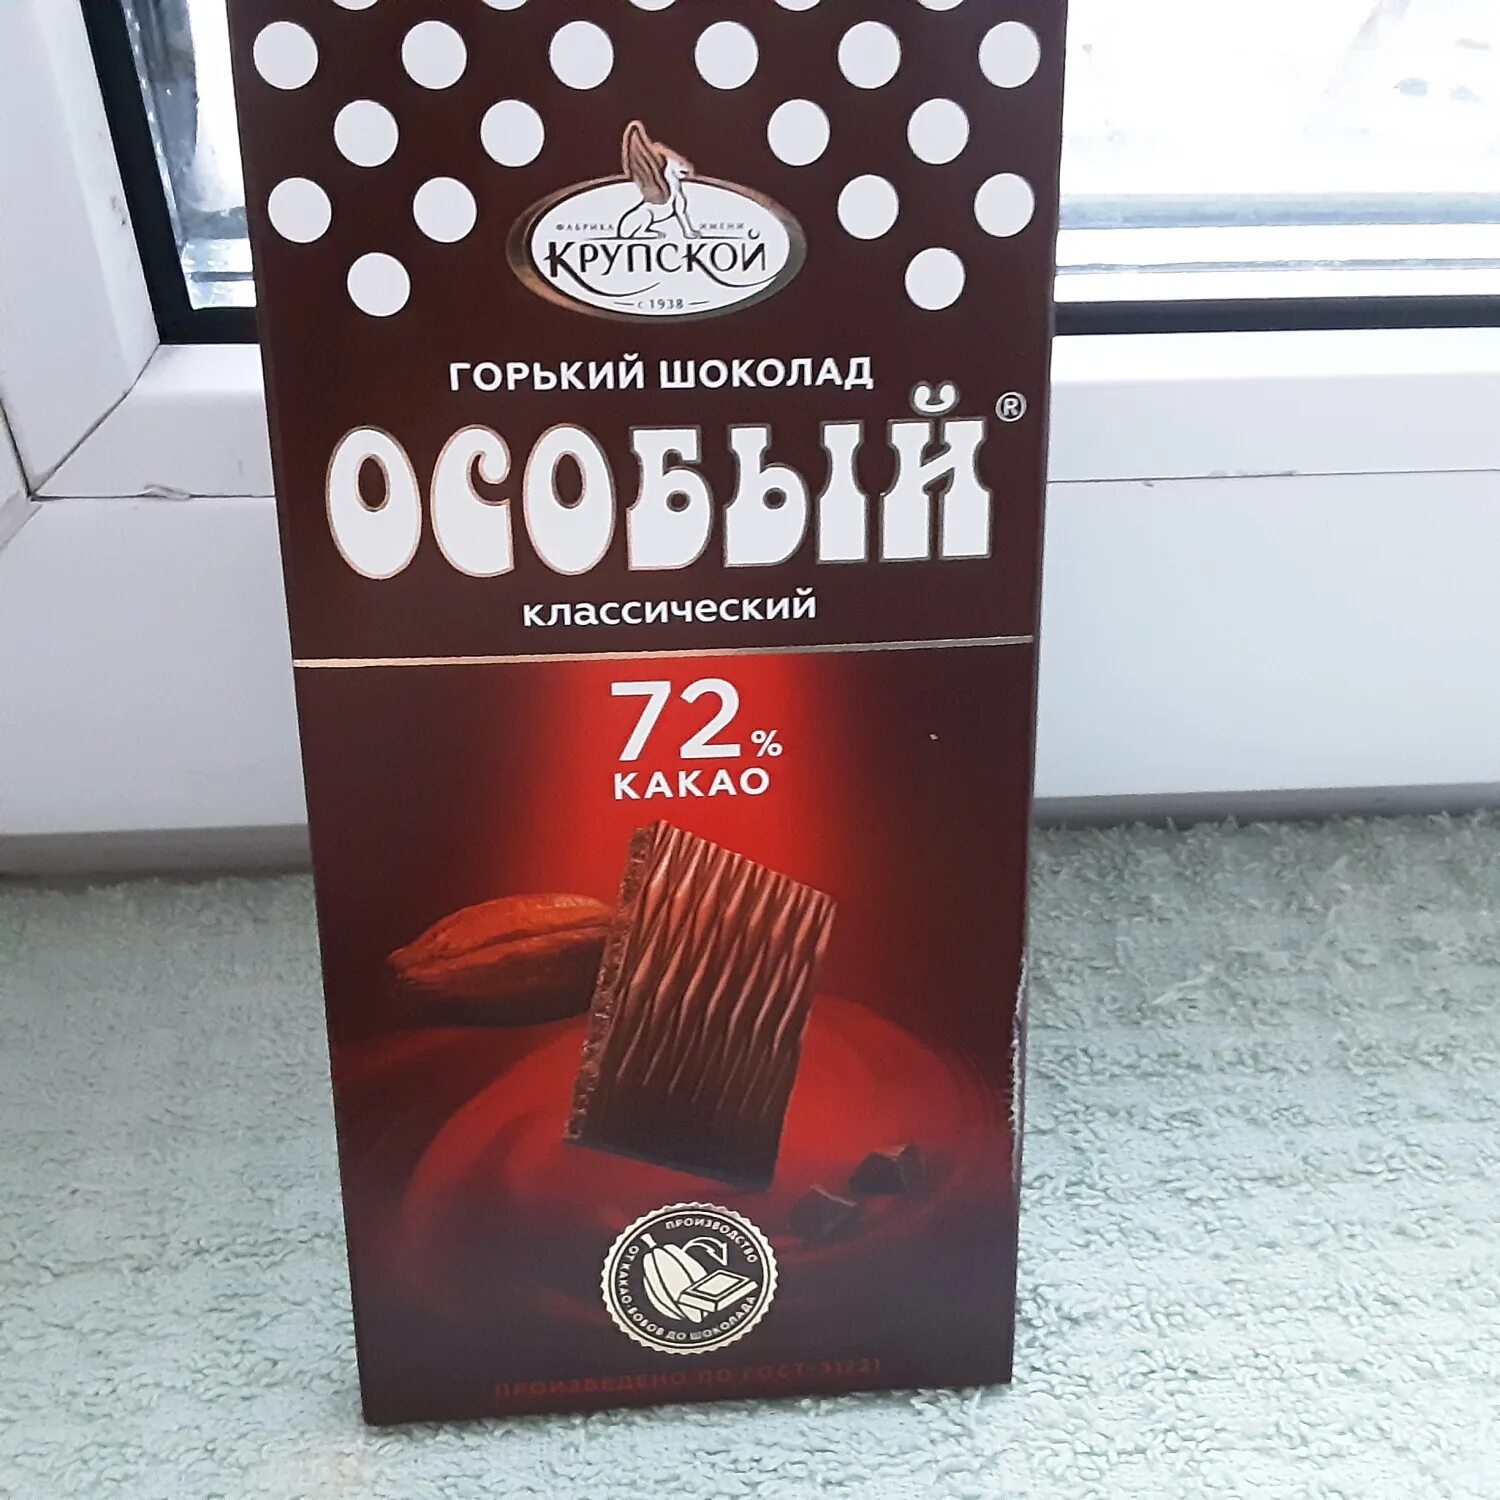 ФАБРИКА ИМЕНИ
КРУПСКОЙ
с 1938
ГОРЬКИЙ ШОКОЛАД
ОСОБЫЙ®
классический
72%
КАКАО
ПРОИЗВОДСТВО
ОТ КАКАО-БОБОВ ДО ШОКОЛАДА
ПРОИЗВЕДЕНО ПО ГОСТ-31721